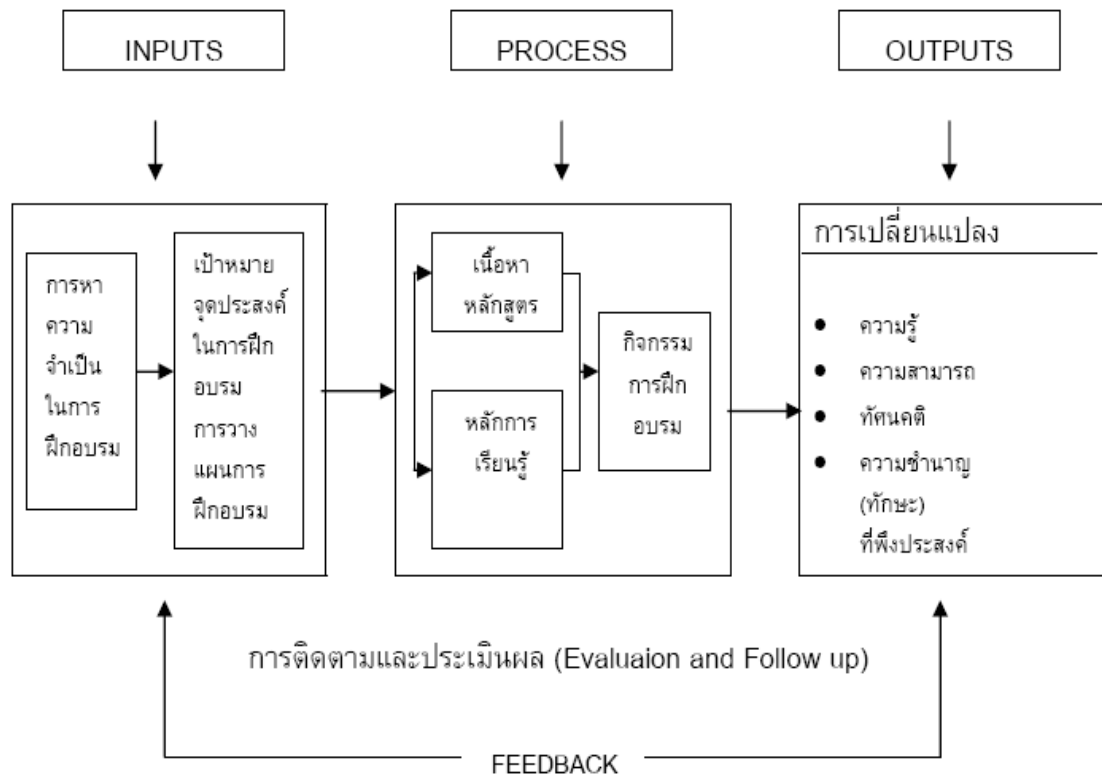 INPUTS
PROCESS
OUTPUTS
การหา
ความ
จำเป็น
ในการ
ฝึกอบรม
เป้าหมาย
จุดประสงค์
ในการฝึก
อบรม
การวาง
แผนการ
ฝึกอบรม
เนื้อหา
หลักสูตร
หลักการ
เรียนรู้
กิจกรรม
การฝึก
อบรม
การเปลี่ยนแปลง
● ความรู้
● ความสามารถ
● ทัศนคติ
● ความชำนาญ
(ทักษะ)
ที่พึงประสงค์
การติดตามและประเมินผล (Evaluaion and Follow up)
FEEDBACK